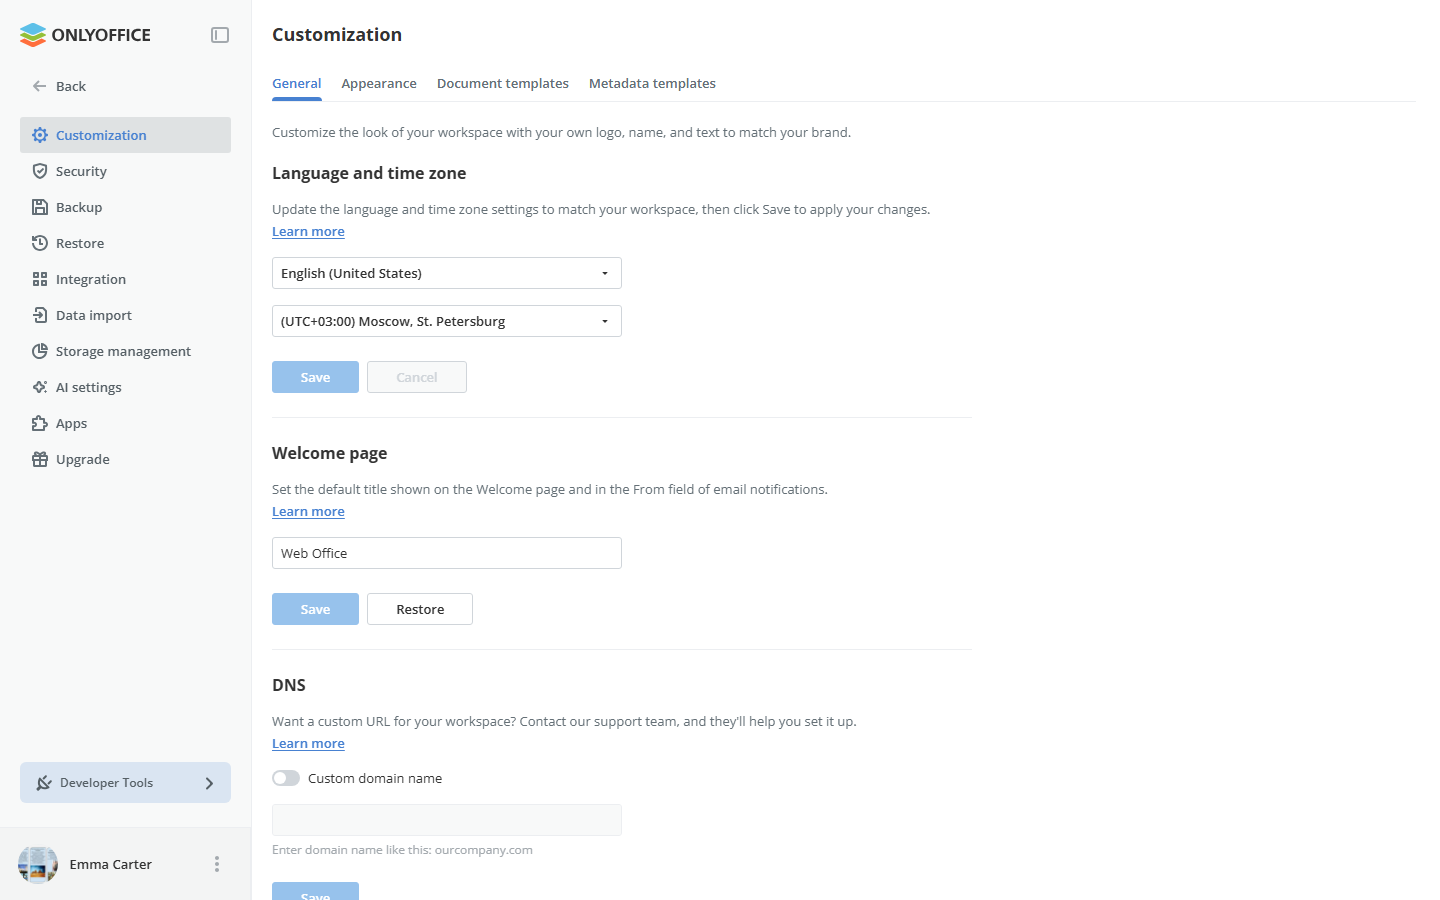 ONLYOFFICE
Back
Customization
Security
Backup
Restore
Integration
Data import
Storage management
AI settings
Apps
Upgrade
Developer Tools
Emma Carter
Customization
General Appearance Document templates Metadata templates
Customize the look of your workspace with your own logo, name, and text to match your brand.
Language and time zone
Update the language and time zone settings to match your workspace, then click Save to apply your changes.
Learn more
English (United States)
(UTC+03:00) Moscow, St. Petersburg
Save Cancel
Welcome page
Set the default title shown on the Welcome page and in the From field of email notifications.
Learn more
Web Office
Save Restore
DNS
Want a custom URL for your workspace? Contact our support team, and they'll help you set it up.
Learn more
Custom domain name
Enter domain name like this: ourcompany.com
Save